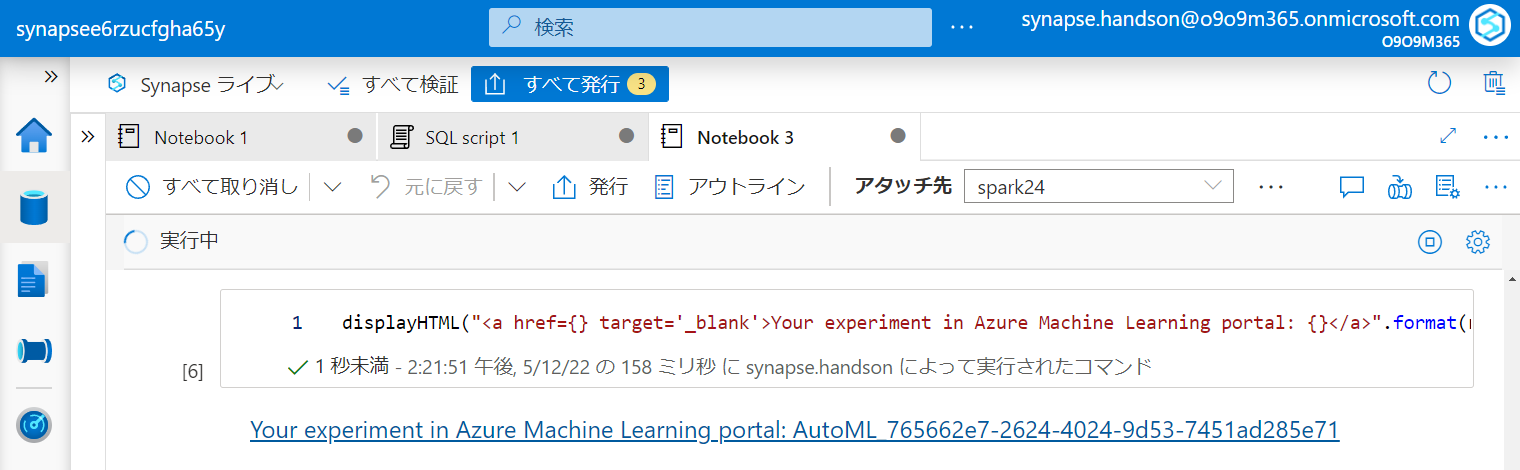 synapsee6rzucfgha65y
検索
synapse.handson@o9o9m365.onmicrosoft.com
O9O9M365
Synapse ライブ
すべて検証
すべて発行 3
Notebook 1
SQL script 1
Notebook 3
すべて取り消し
元に戻す
発行
アウトライン
アタッチ先
spark24
実行中
1 displayHTML("<a href={} target='_blank'>Your experiment in Azure Machine Learning portal: {}</a>".format(
[6]
1 秒未満 - 2:21:51 午後, 5/12/22 の 158 ミリ秒 に synapse.handson によって実行されたコマンド
Your experiment in Azure Machine Learning portal: AutoML_765662e7-2624-4024-9d53-7451ad285e71